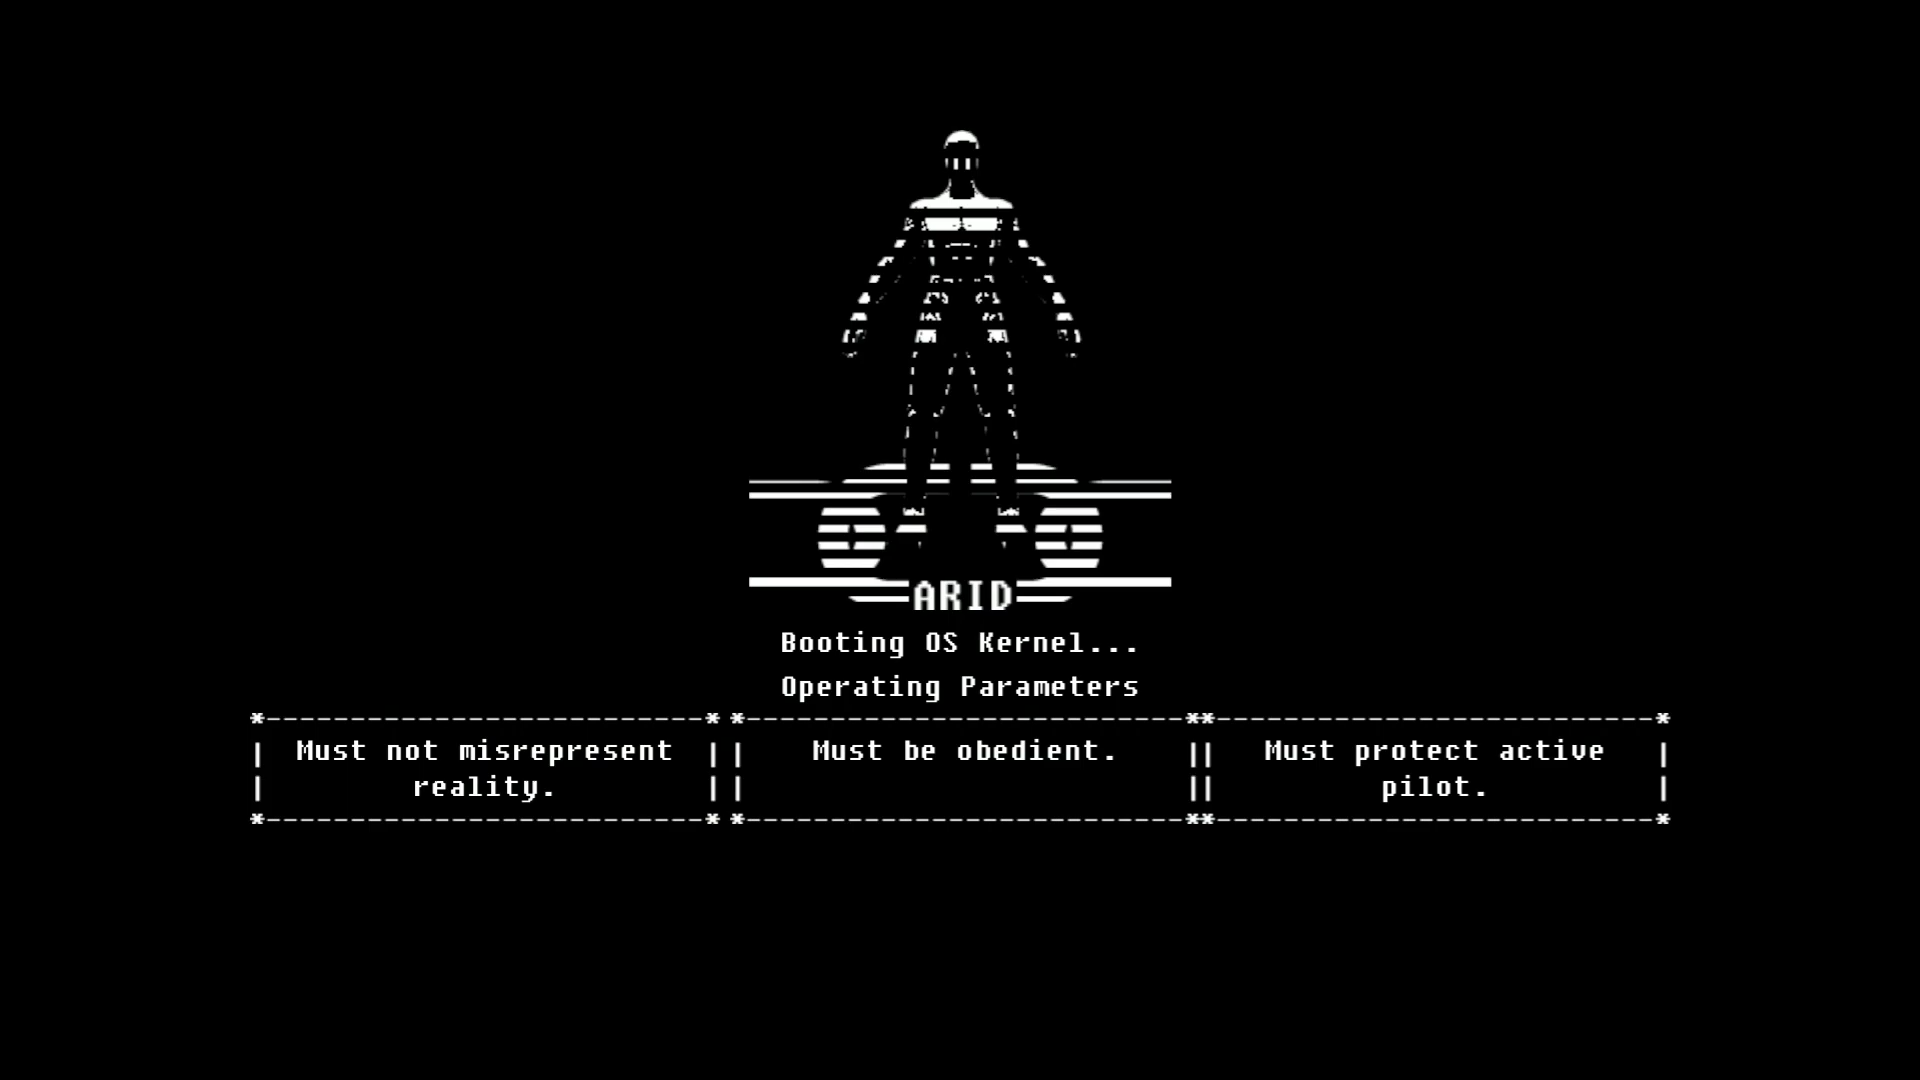 ARID
Booting OS Kernel...
Operating Parameters
Must not misrepresent
reality.
Must be obedient.
Must protect active
pilot.